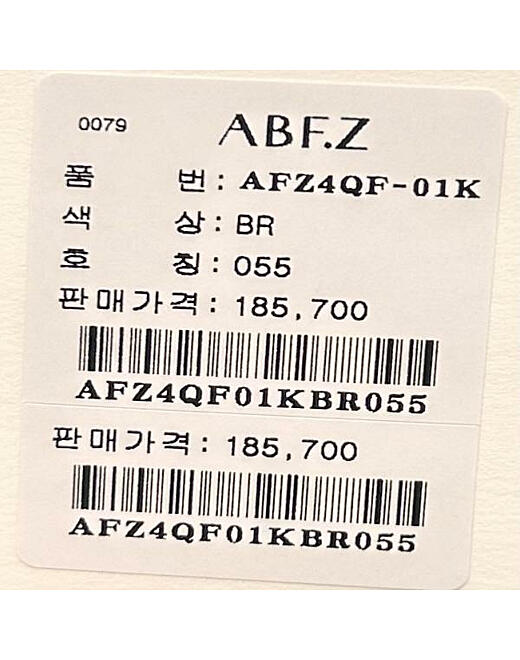 0079 ABF.Z
품 번 : AFZ4QF-01K
색 상 : BR
호 칭 : 055
판매가격 : 185,700
AFZ4QF01KBR055
판매가격 : 185,700
AFZ4QF01KBR055